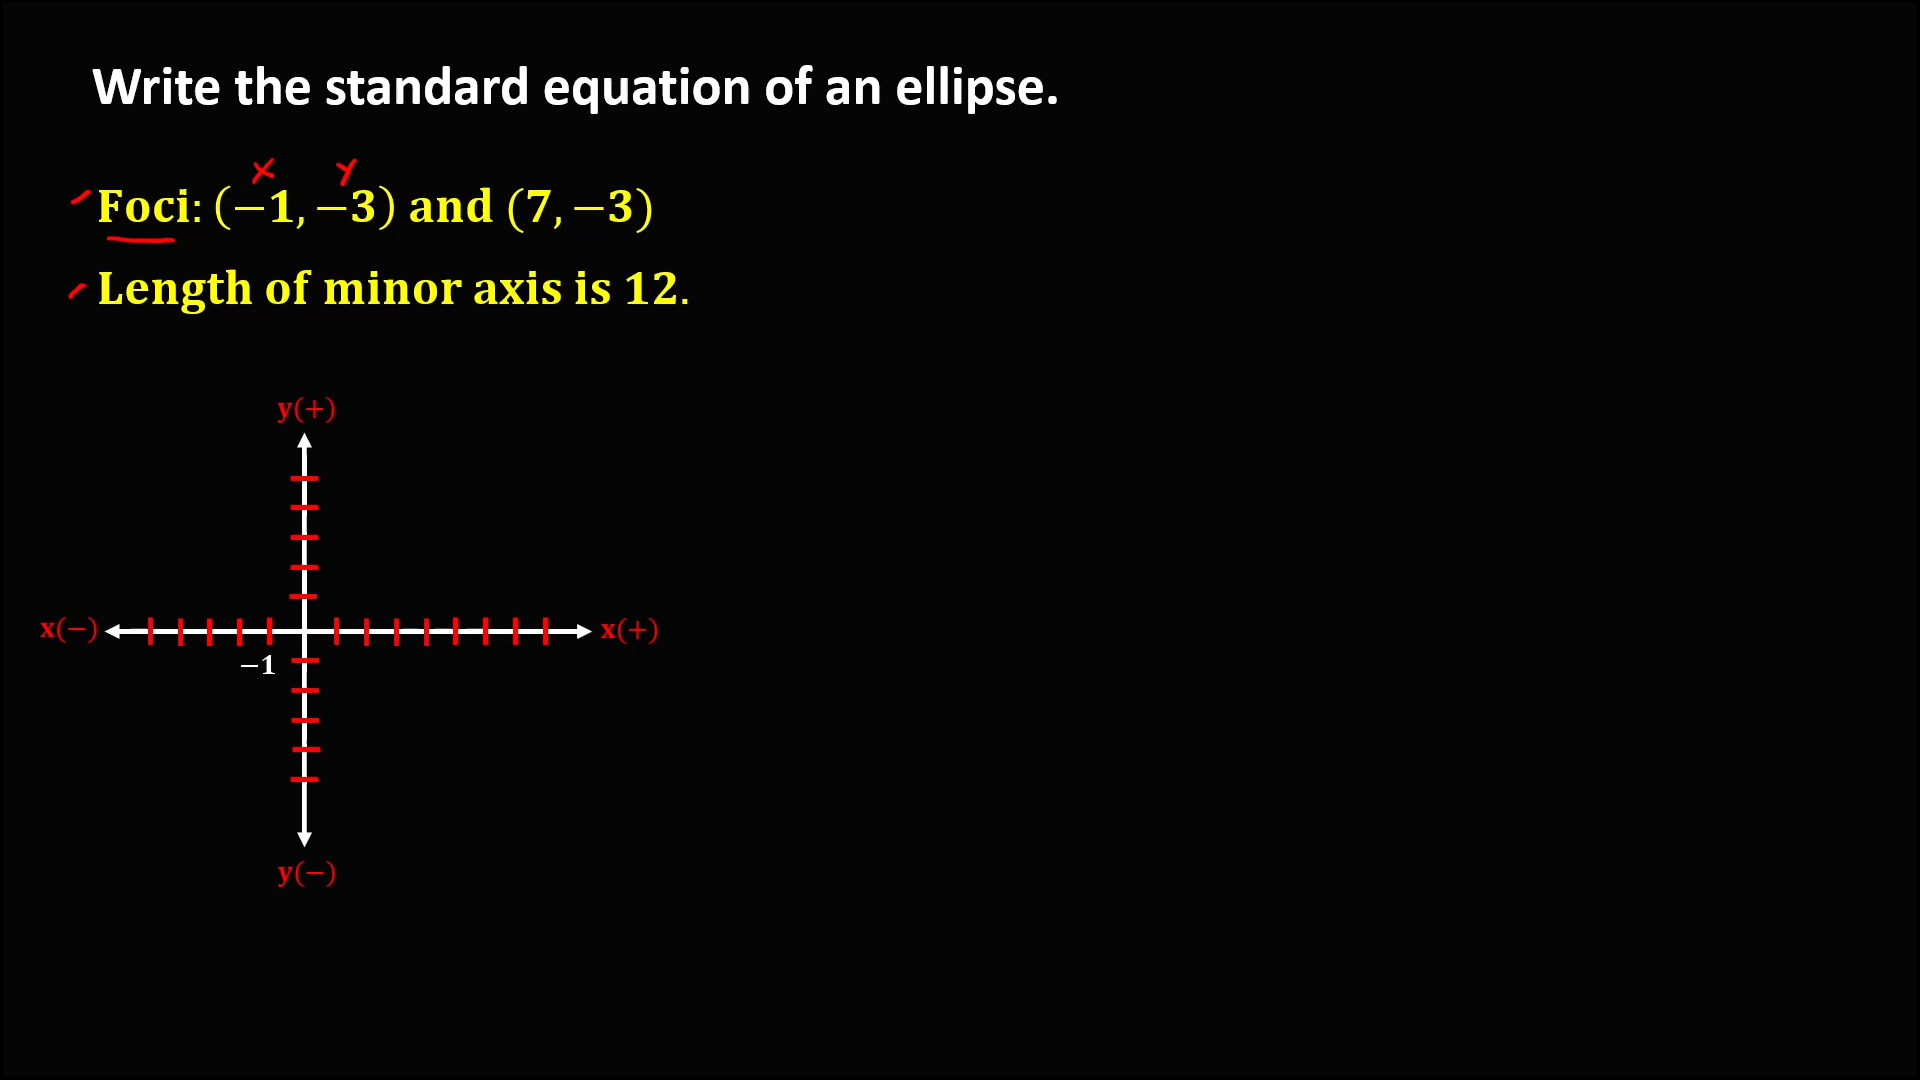 Write the standard equation of an ellipse.
x y
Foci: (−1, −3) and (7, −3)
Length of minor axis is 12.
y(+)
x(−) x(+)
−1
y(−)